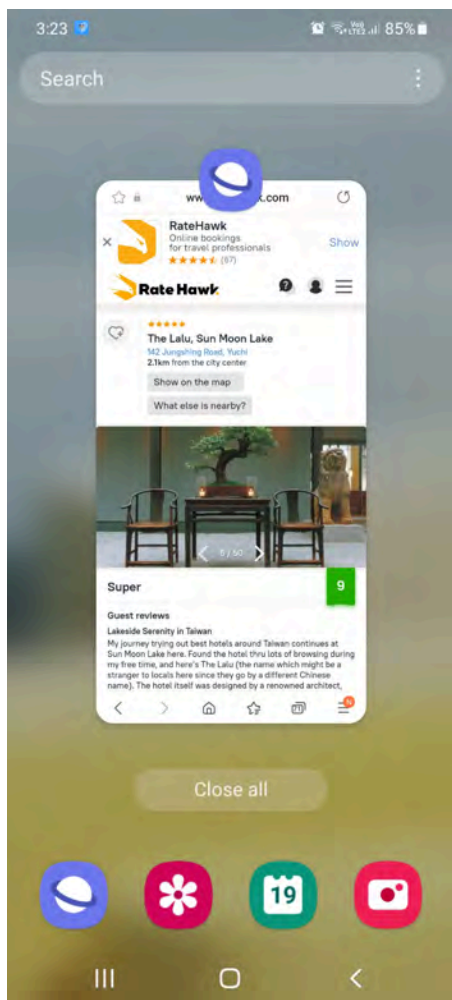 3:23
85%
Search
www
k.com
RateHawk
Online bookings
for travel professionals
(67)
Show
Rate Hawk
The Lalu, Sun Moon Lake
142 Jungshing Road, Yuchi
2.1km from the city center
Show on the map
What else is nearby?
/50
Super
9
Guest reviews
Lakeside Serenity in Taiwan
My journey trying out best hotels around Taiwan continues at
Sun Moon Lake here. Found the hotel thru lots of browsing during
my free time, and here's The Lalu (the name which might be a
stranger to locals here since they go by a different Chinese
name). The hotel itself was designed by a renowned architect,
Close all
19